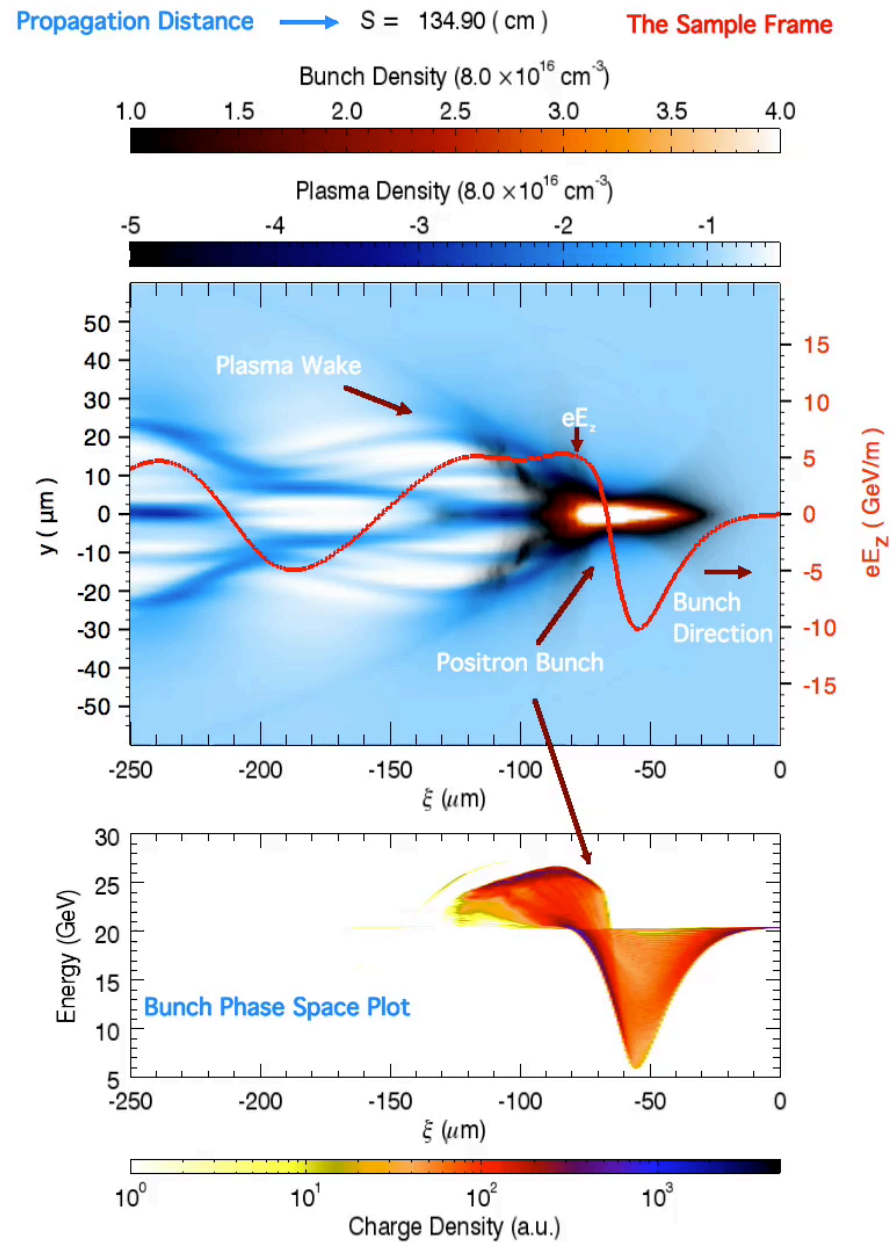 Propagation Distance S = 134.90 ( cm ) The Sample Frame
Bunch Density (8.0 ×10¹⁶ cm⁻³)
1.0 1.5 2.0 2.5 3.0 3.5 4.0
Plasma Density (8.0 ×10¹⁶ cm⁻³)
-5 -4 -3 -2 -1
y ( μm )
50
40
30
20
10
0
-10
-20
-30
-40
-50
Plasma Wake
eE_z
Positron Bunch
Bunch
Direction
15
10
5
0
-5
-10
-15
eE_z ( GeV/m )
-250 -200 -150 -100 -50 0
ξ (μm)
Energy (GeV)
30
25
20
15
10
5
Bunch Phase Space Plot
-250 -200 -150 -100 -50 0
ξ (μm)
10⁰ 10¹ 10² 10³
Charge Density (a.u.)